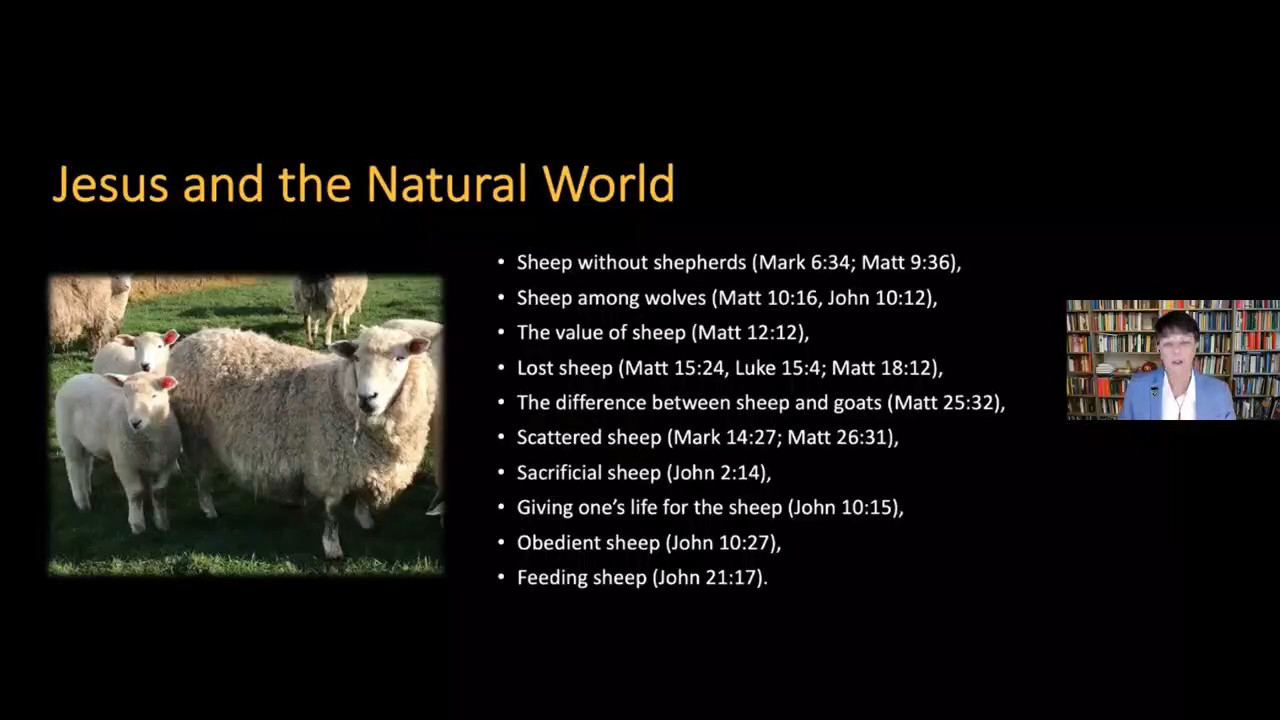 Jesus and the Natural World
• Sheep without shepherds (Mark 6:34; Matt 9:36),
• Sheep among wolves (Matt 10:16, John 10:12),
• The value of sheep (Matt 12:12),
• Lost sheep (Matt 15:24, Luke 15:4; Matt 18:12),
• The difference between sheep and goats (Matt 25:32),
• Scattered sheep (Mark 14:27; Matt 26:31),
• Sacrificial sheep (John 2:14),
• Giving one’s life for the sheep (John 10:15),
• Obedient sheep (John 10:27),
• Feeding sheep (John 21:17).